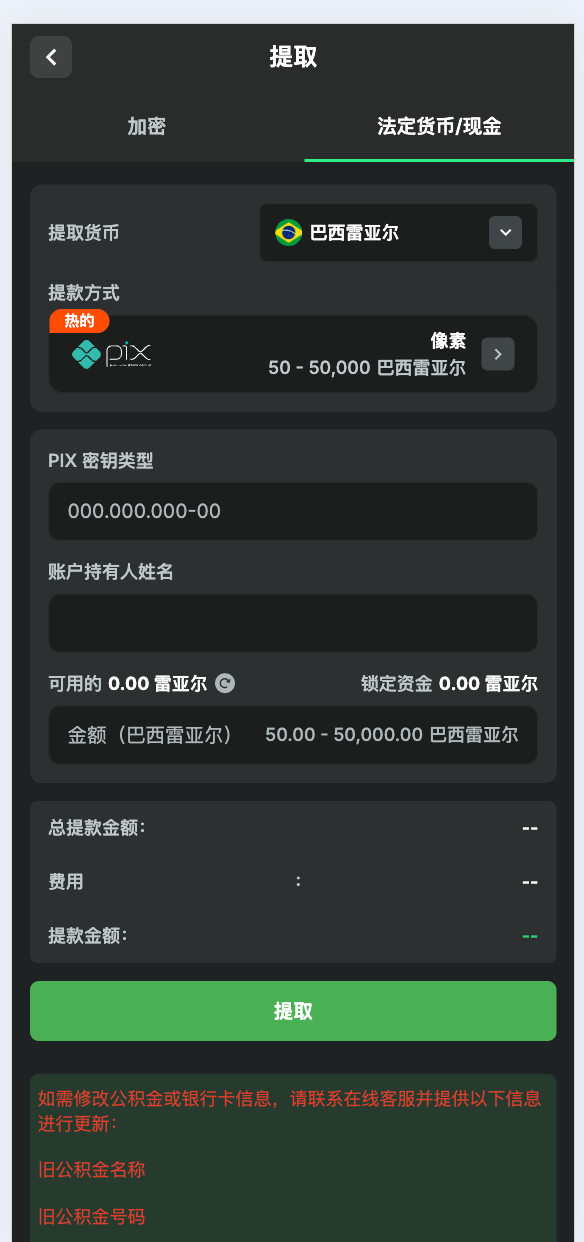 提取
加密
法定货币/现金
提取货币
巴西雷亚尔
提款方式
热的
pix
像素
50 - 50,000 巴西雷亚尔
PIX 密钥类型
000.000.000-00
账户持有人姓名
可用的 0.00 雷亚尔
锁定资金 0.00 雷亚尔
金额（巴西雷亚尔）
50.00 - 50,000.00 巴西雷亚尔
总提款金额： --
费用 ： --
提款金额： --
提取
如需修改公积金或银行卡信息，请联系在线客服并提供以下信息
进行更新：
旧公积金名称
旧公积金号码